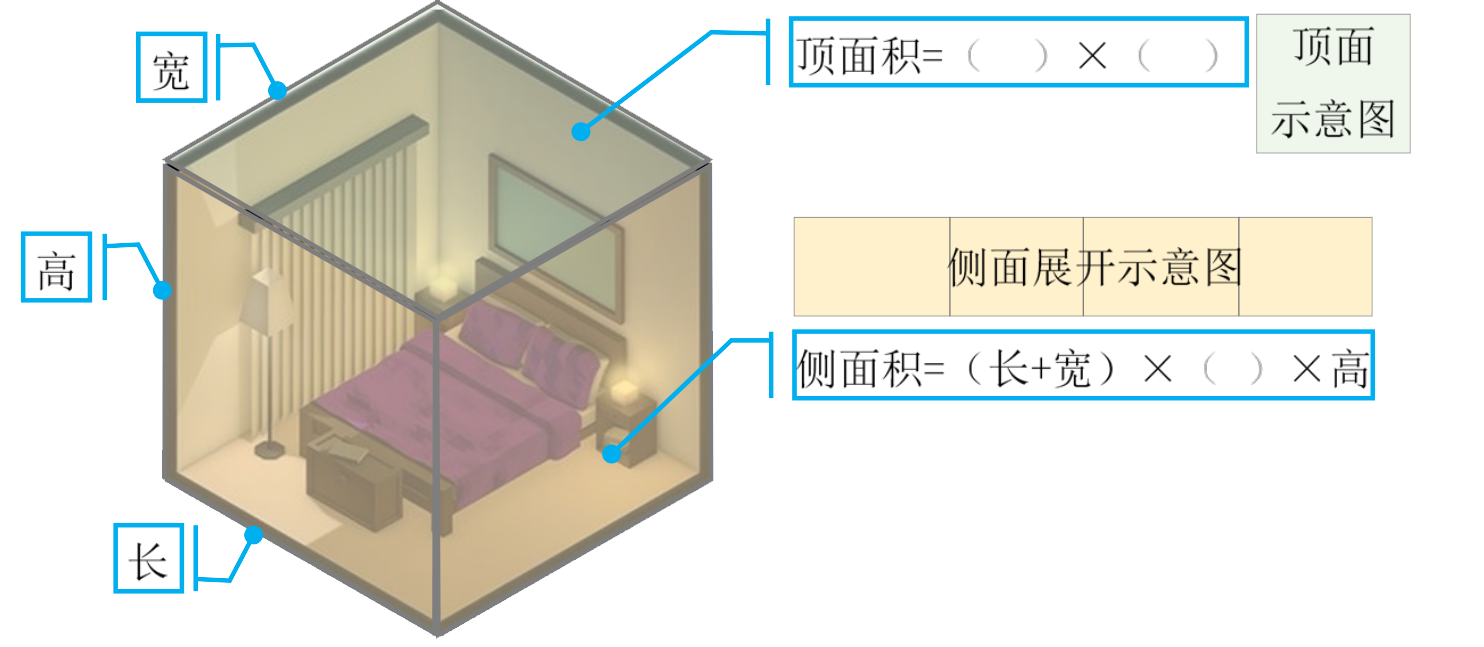 宽
顶面积=（ ）×（ ）
顶面
示意图
高
侧面展开示意图
侧面积=（长+宽）×（ ）×高
长